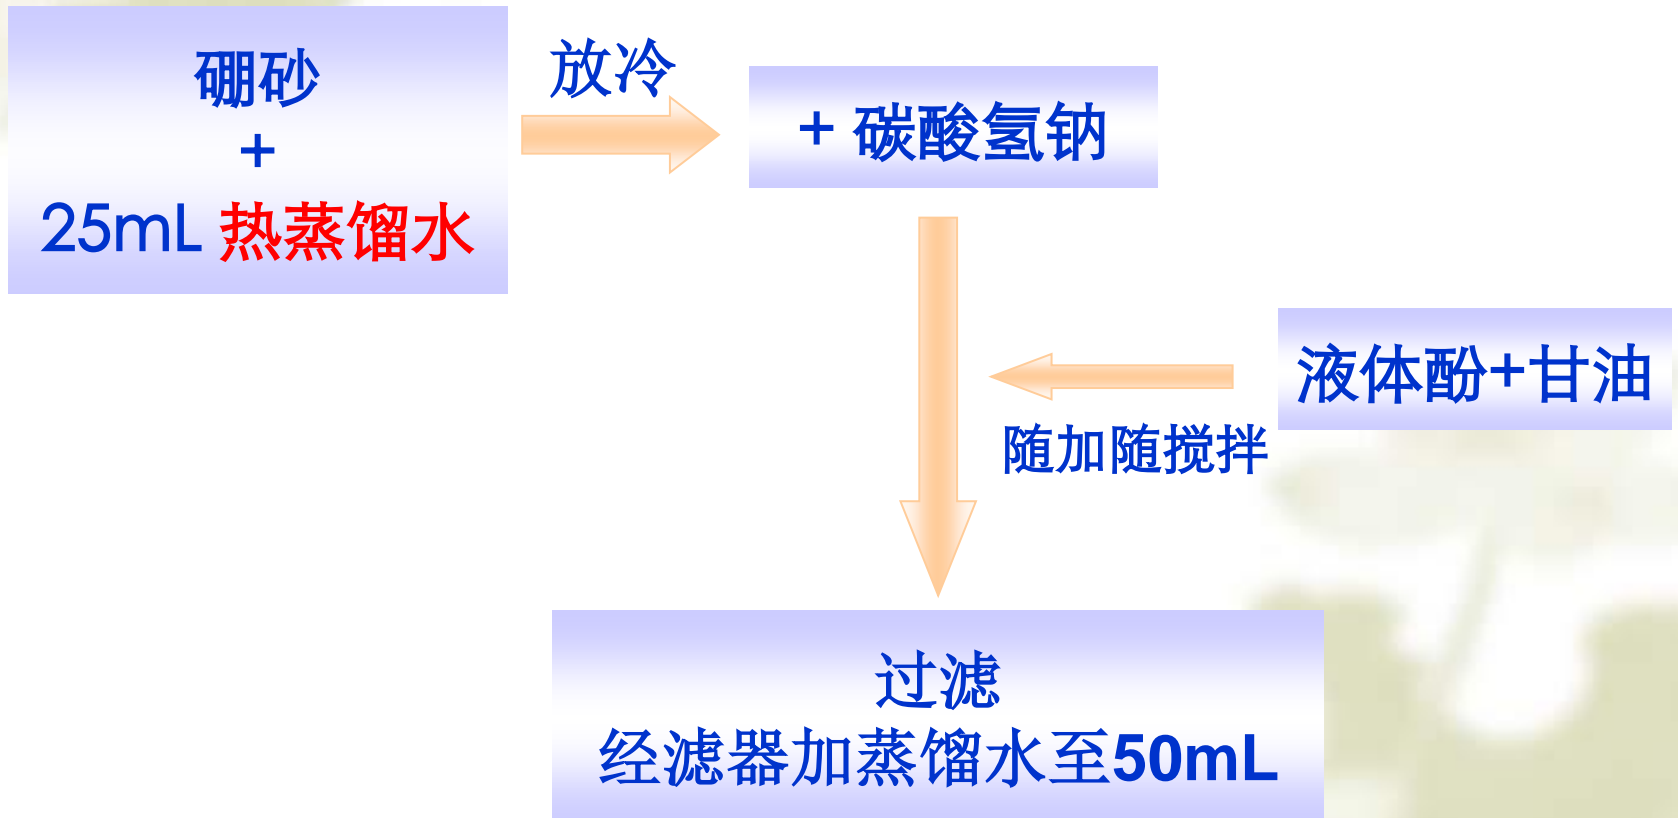 硼砂
+
25mL 热蒸馏水
放冷
+ 碳酸氢钠
液体酚+甘油
随加随搅拌
过滤
经滤器加蒸馏水至50mL